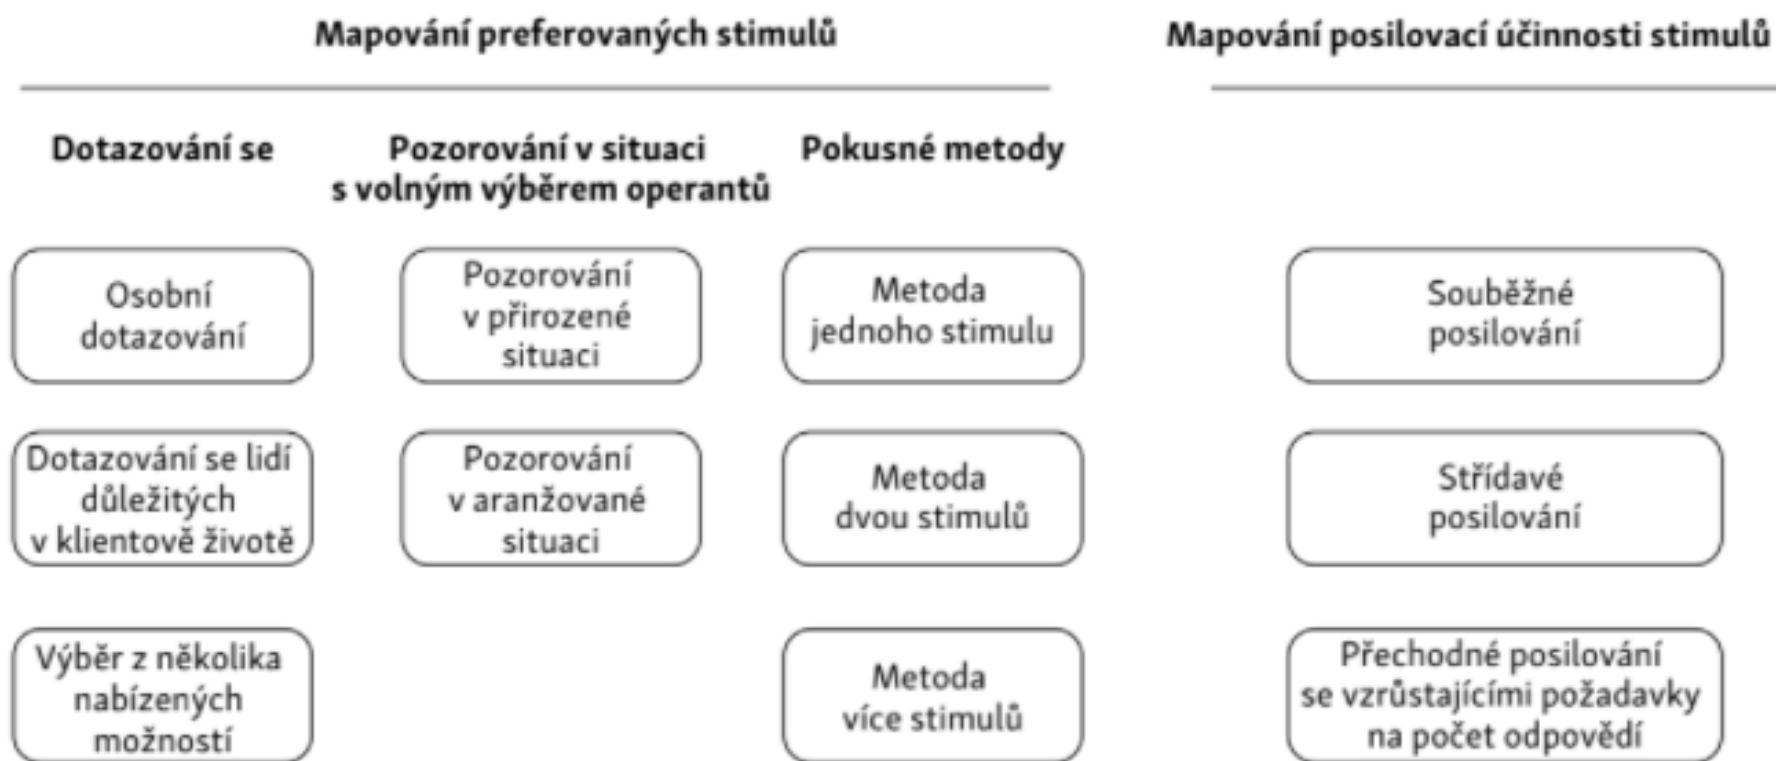 Mapování preferovaných stimulů
Mapování posilovací účinnosti stimulů
Dotazování se
Pozorování v situaci
s volným výběrem operantů
Pokusné metody
Osobní
dotazování
Pozorování
v přirozené
situaci
Metoda
jednoho stimulu
Souběžné
posilování
Dotazování se lidí
důležitých
v klientově životě
Pozorování
v aranžované
situaci
Metoda
dvou stimulů
Střídavé
posilování
Výběr z několika
nabízených
možností
Metoda
více stimulů
Přechodné posilování
se vzrůstajícími požadavky
na počet odpovědí